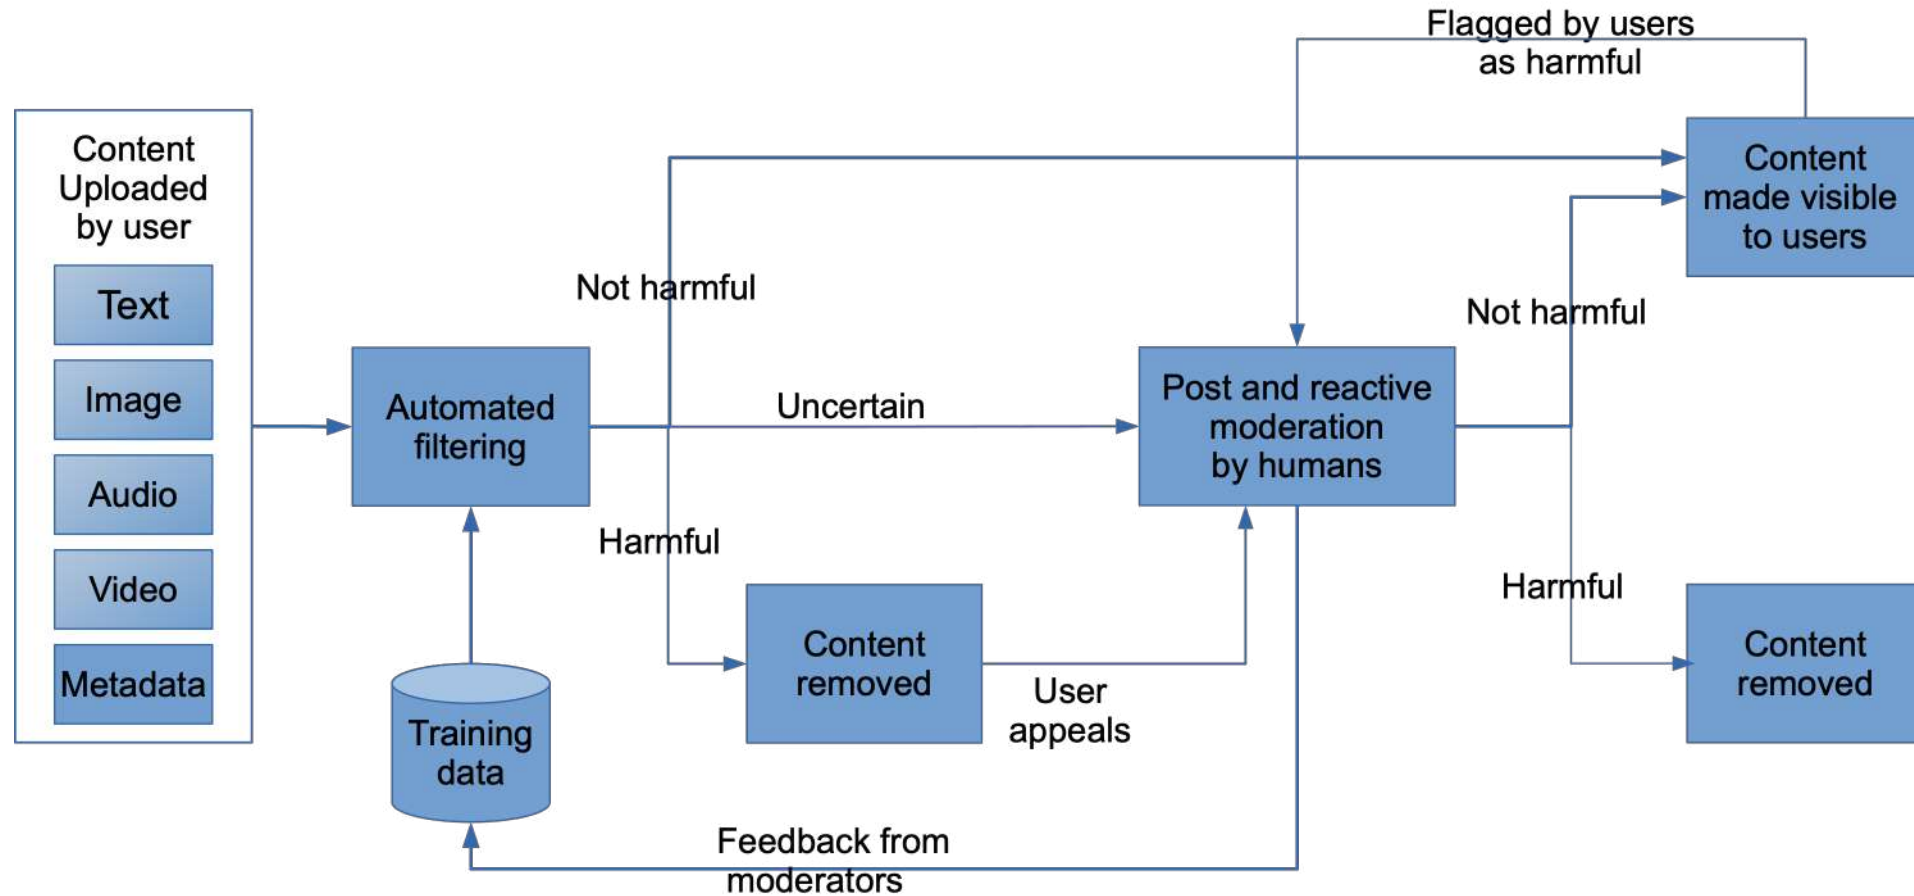 Flagged by users
as harmful
Content
Uploaded
by user
Text
Image
Audio
Video
Metadata
Automated
filtering
Training
data
Not harmful
Uncertain
Harmful
Content
removed
User
appeals
Feedback from
moderators
Post and reactive
moderation
by humans
Not harmful
Harmful
Content
made visible
to users
Content
removed